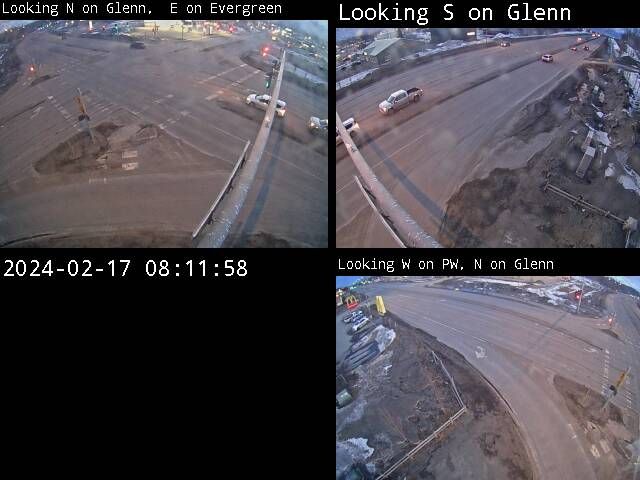 Looking N on Glenn, E on Evergreen
Looking S on Glenn
2024-02-17 08:11:58
Looking W on PW, N on Glenn